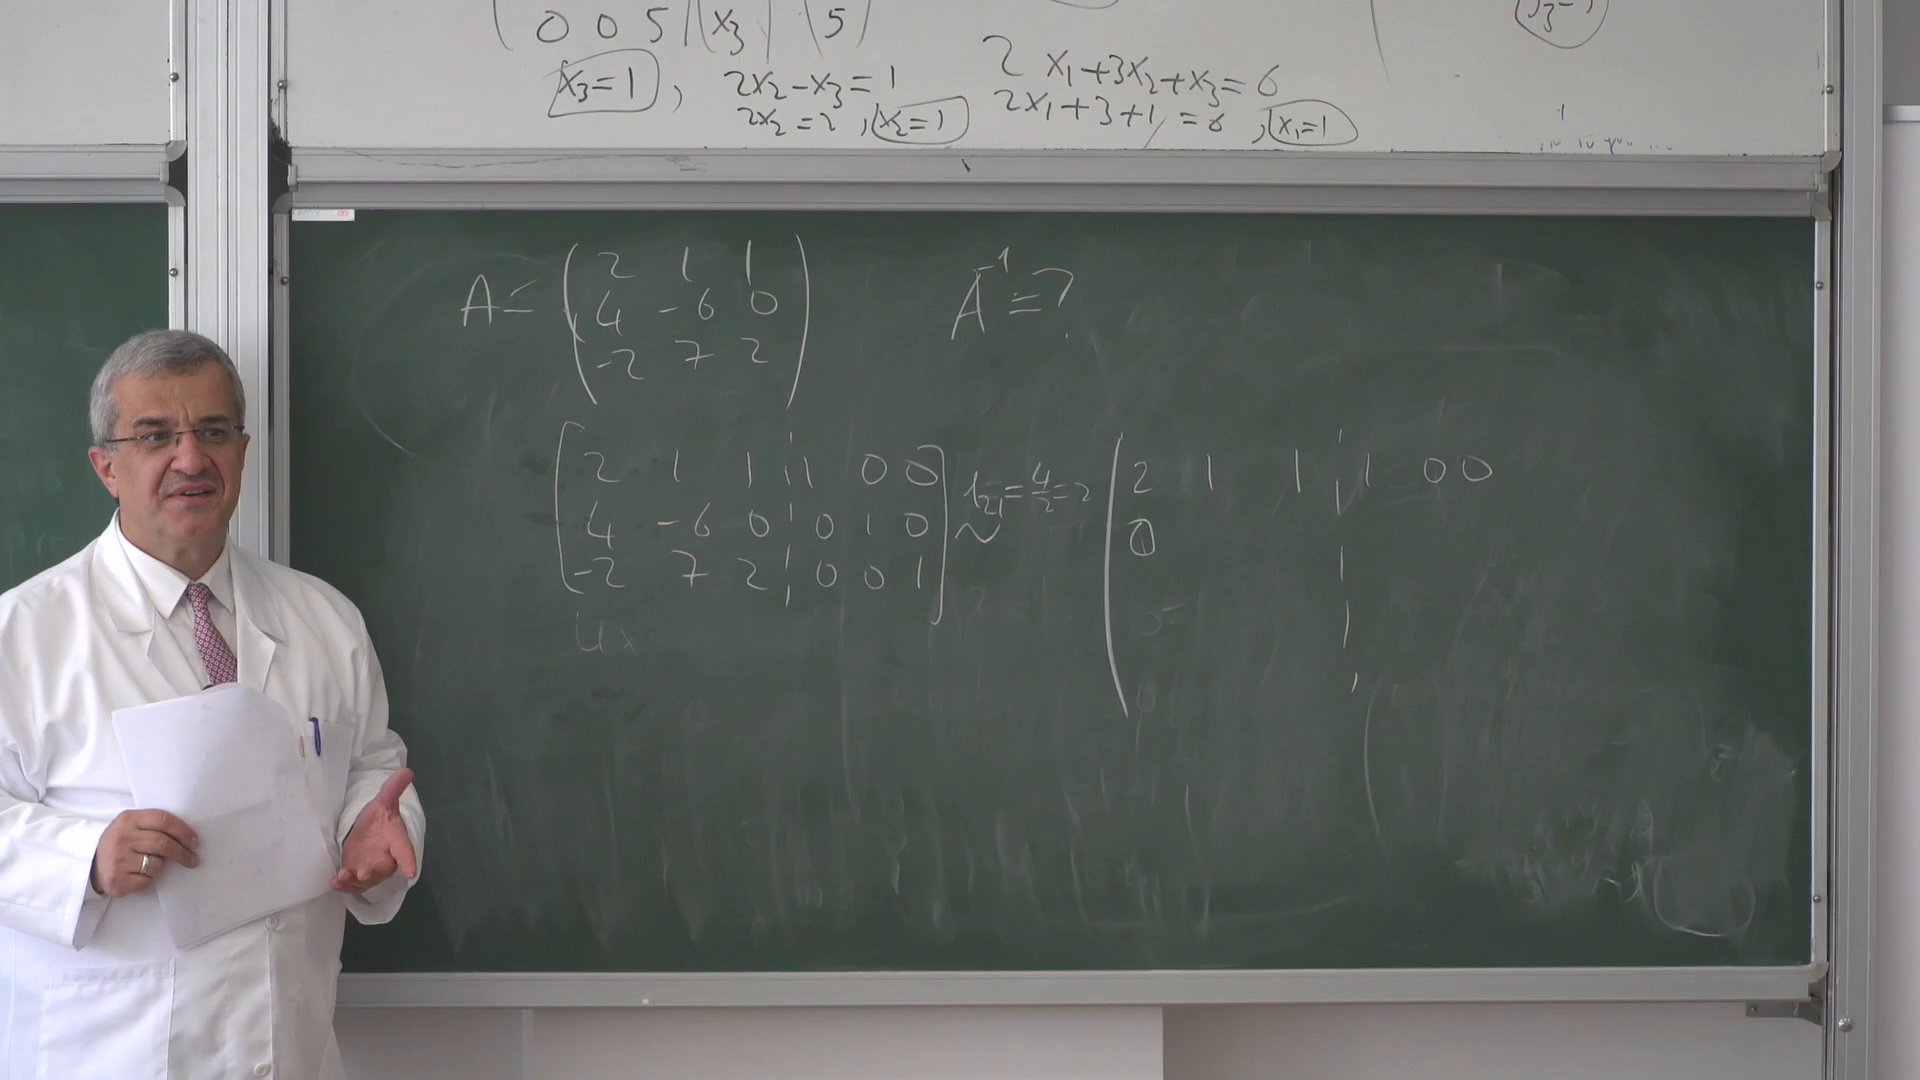 0 0 5 x3 5
x3=1 , 2x2-x3=1 2x1+3x2+x3=6
2x2=2 , x2=1 2x1+3+1=6 , x1=1
A= 2 1 1 A^-1=?
4 -6 0
-2 7 2
2 1 1 | 1 0 0 l21=4/2=2 2 1 1 | 1 0 0
4 -6 0 | 0 1 0 ~ 0
-2 7 2 | 0 0 1